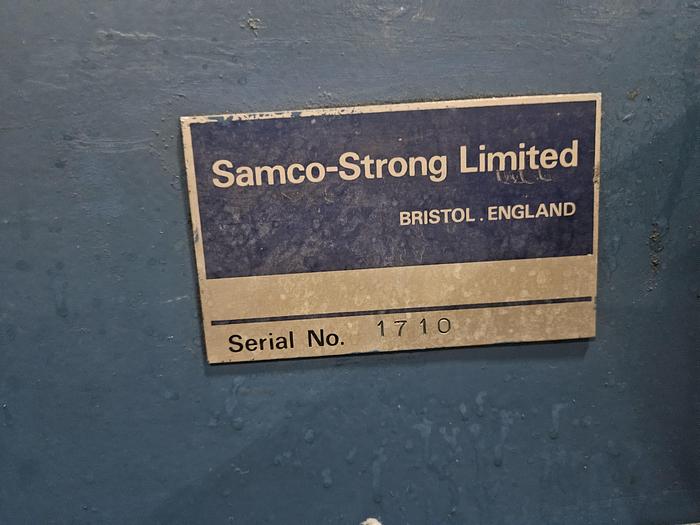 Samco-Strong Limited
BRISTOL. ENGLAND
Serial No. 1710